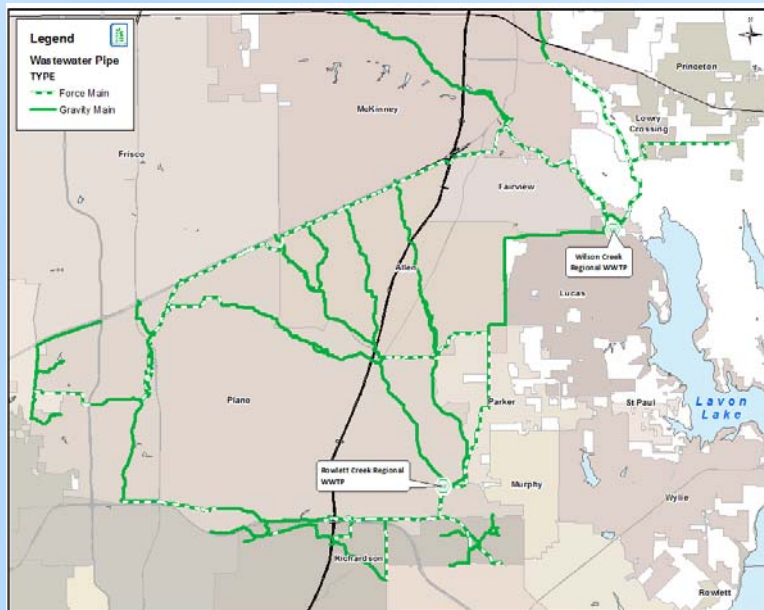 Legend
Wastewater Pipe
TYPE
Force Main
Gravity Main
Princeton
McKinney
Lowry
Crossing
Frisco
Fairview
Wilson Creek
Regional WWTP
Allen
Lucas
Plano
Parker
St Paul
Lavon
Lake
Rowlett Creek Regional
WWTP
Murphy
Wylie
Richardson
Rowlett